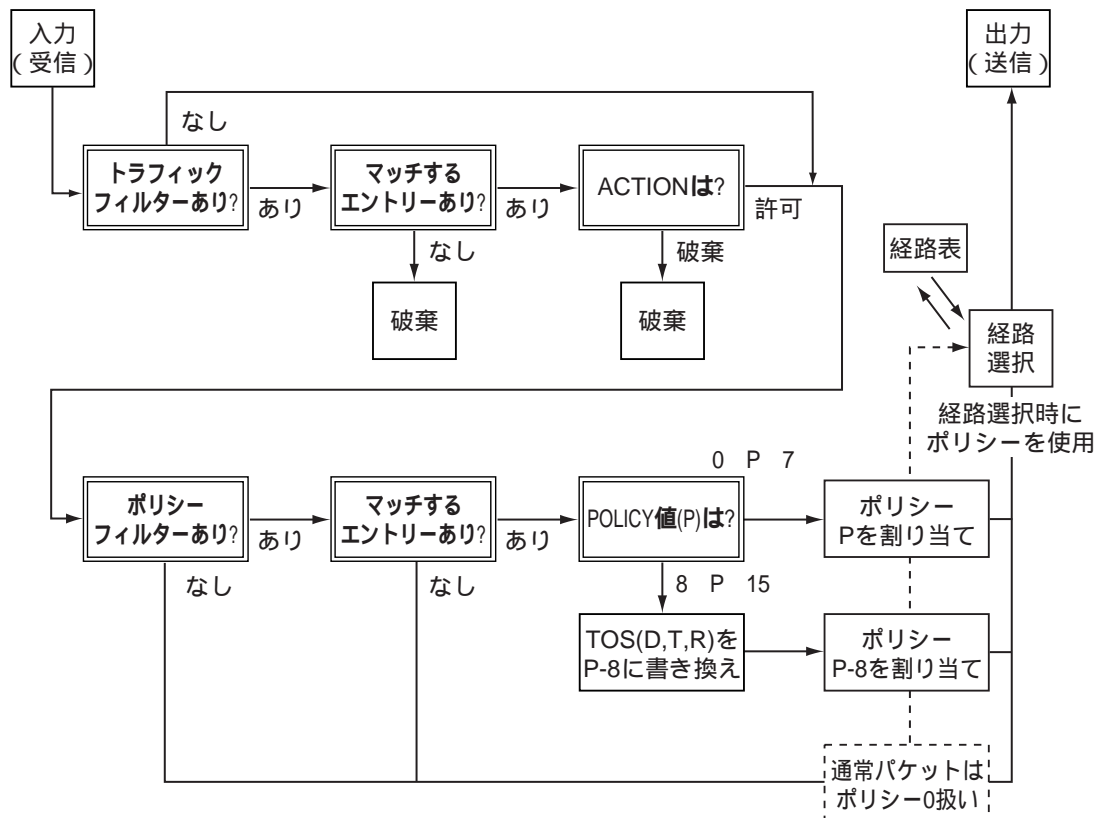 入力
(受信)
出力
(送信)
なし
トラフィック
フィルターあり?
あり
マッチする
エントリーあり?
あり
ACTIONは?
許可
なし
破棄
破棄
破棄
経路表
経路
選択
経路選択時に
ポリシーを使用
ポリシー
フィルターあり?
あり
なし
マッチする
エントリーあり?
あり
なし
POLICY値(P)は?
0 P 7
ポリシー
Pを割り当て
8 P 15
TOS(D,T,R)を
P-8に書き換え
ポリシー
P-8を割り当て
通常パケットは
ポリシー0扱い